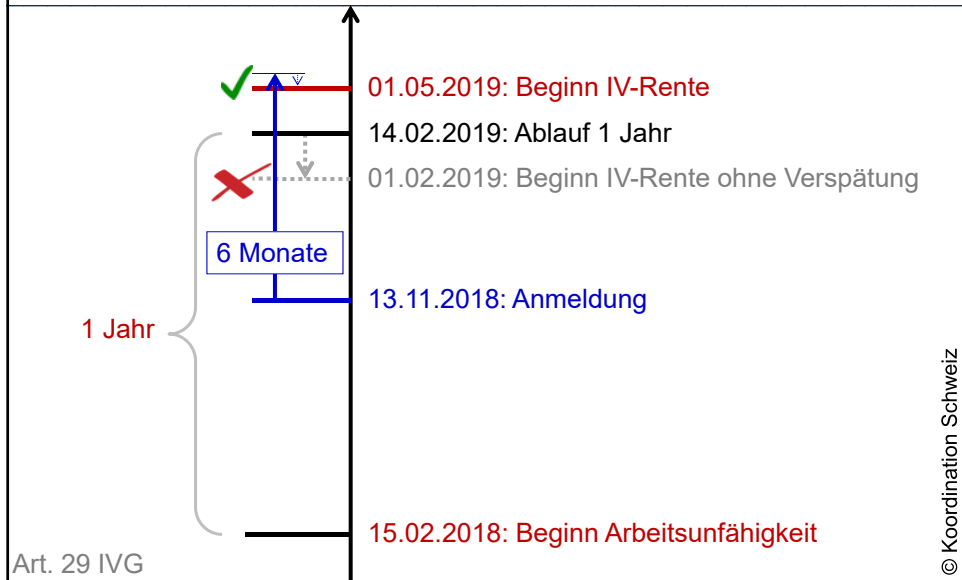 01.05.2019: Beginn IV-Rente
14.02.2019: Ablauf 1 Jahr
01.02.2019: Beginn IV-Rente ohne Verspätung
6 Monate
13.11.2018: Anmeldung
1 Jahr
15.02.2018: Beginn Arbeitsunfähigkeit
Art. 29 IVG
© Koordination Schweiz